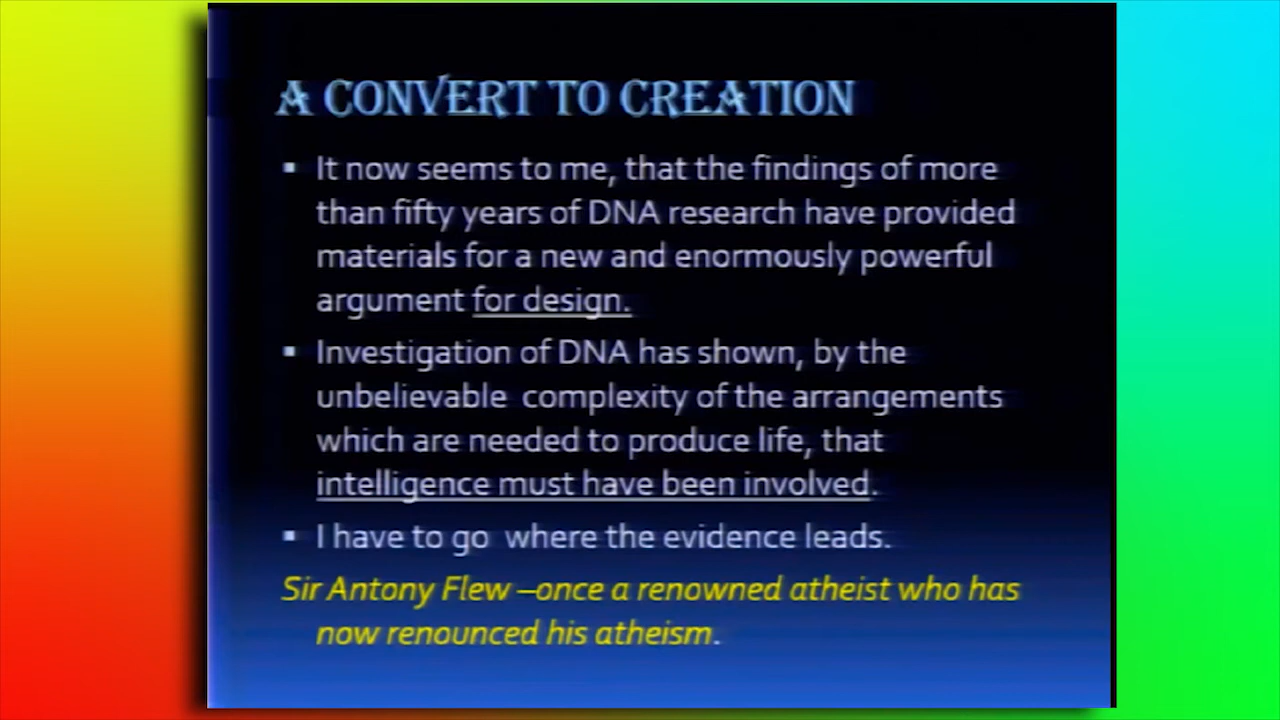 A CONVERT TO CREATION
▪ It now seems to me, that the findings of more
than fifty years of DNA research have provided
materials for a new and enormously powerful
argument for design.
▪ Investigation of DNA has shown, by the
unbelievable complexity of the arrangements
which are needed to produce life, that
intelligence must have been involved.
▪ I have to go where the evidence leads.
Sir Antony Flew –once a renowned atheist who has
now renounced his atheism.